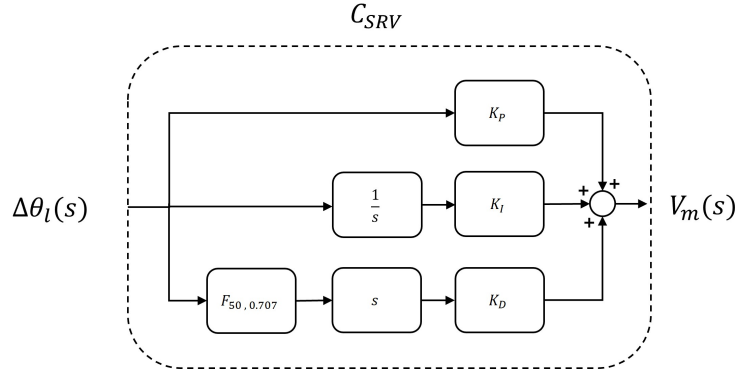 C_SRV
K_P
Δθ_l(s)
1/s
K_I
+ +
+
V_m(s)
F_50,0.707
s
K_D